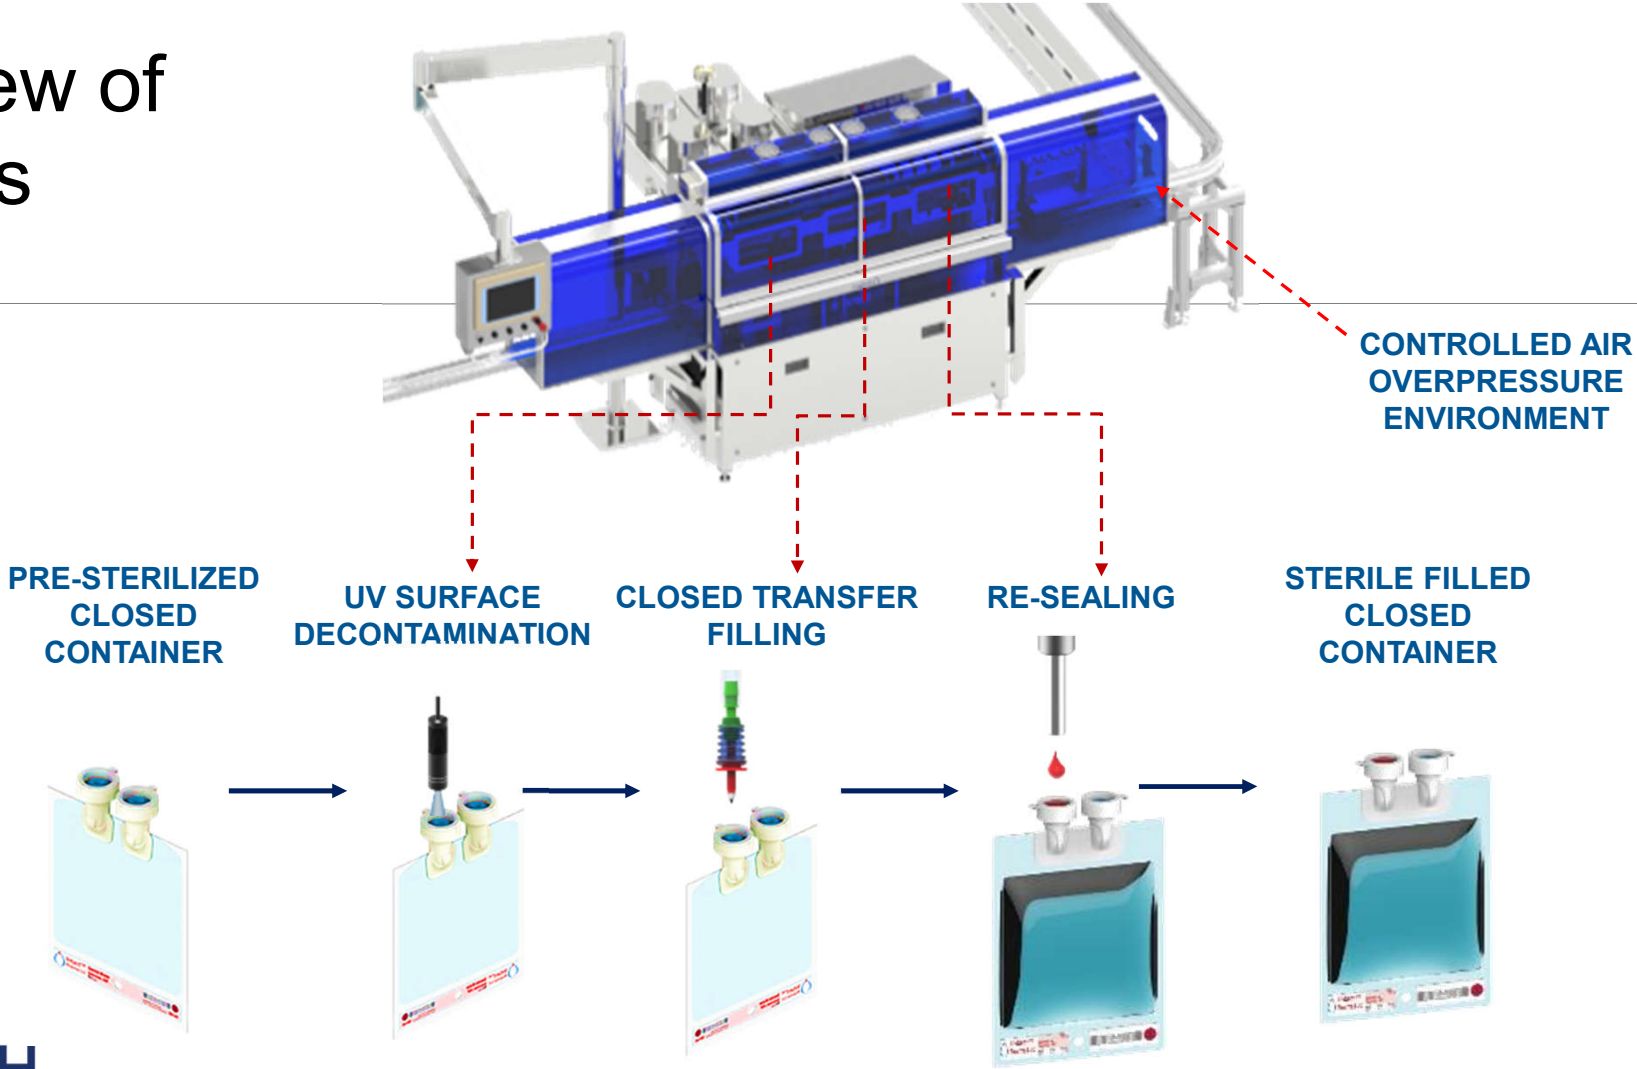 ew of
s
CONTROLLED AIR
OVERPRESSURE
ENVIRONMENT
PRE-STERILIZED
CLOSED
CONTAINER
UV SURFACE
DECONTAMINATION
CLOSED TRANSFER
FILLING
RE-SEALING
STERILE FILLED
CLOSED
CONTAINER